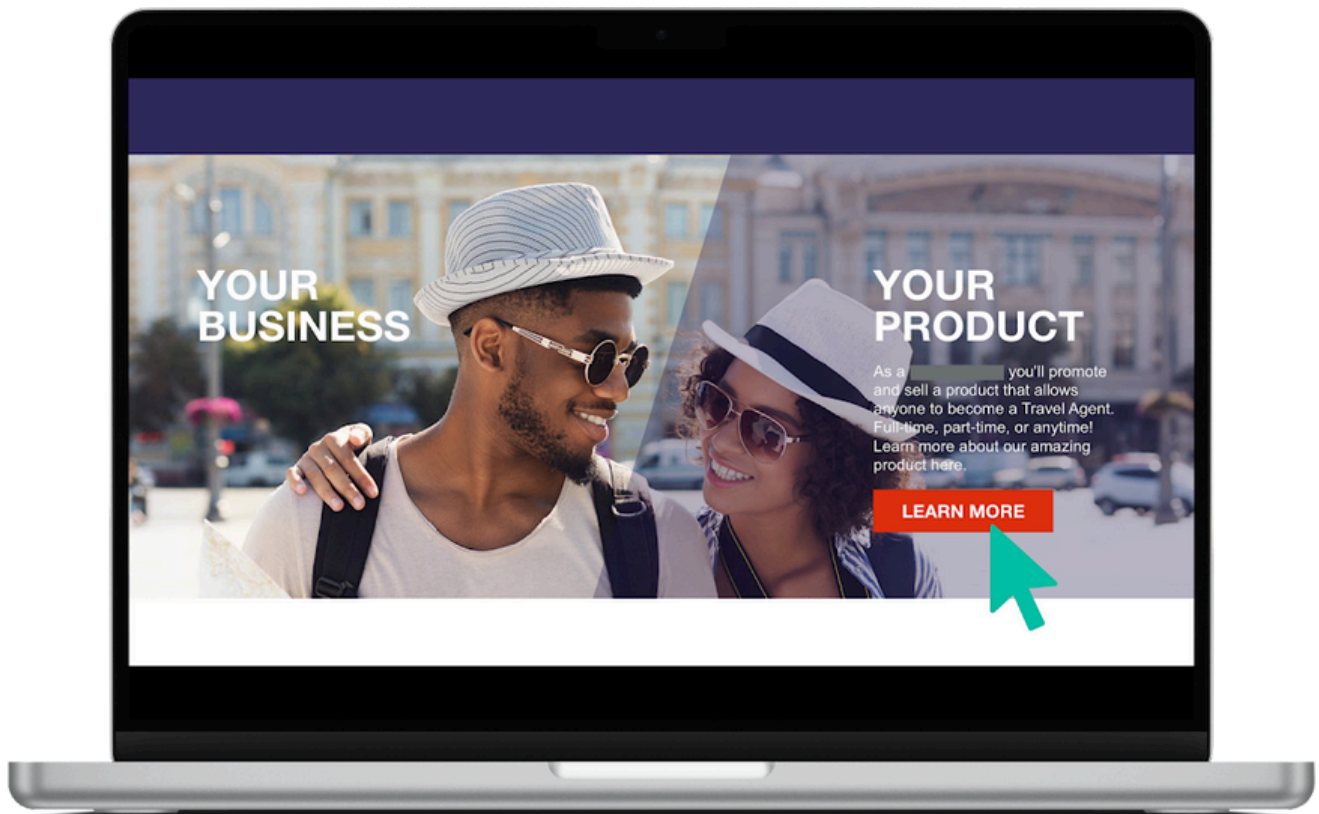 YOUR
BUSINESS
YOUR
PRODUCT
As a you'll promote
and sell a product that allows
anyone to become a Travel Agent.
Full-time, part-time, or anytime!
Learn more about our amazing
product here.
LEARN MORE